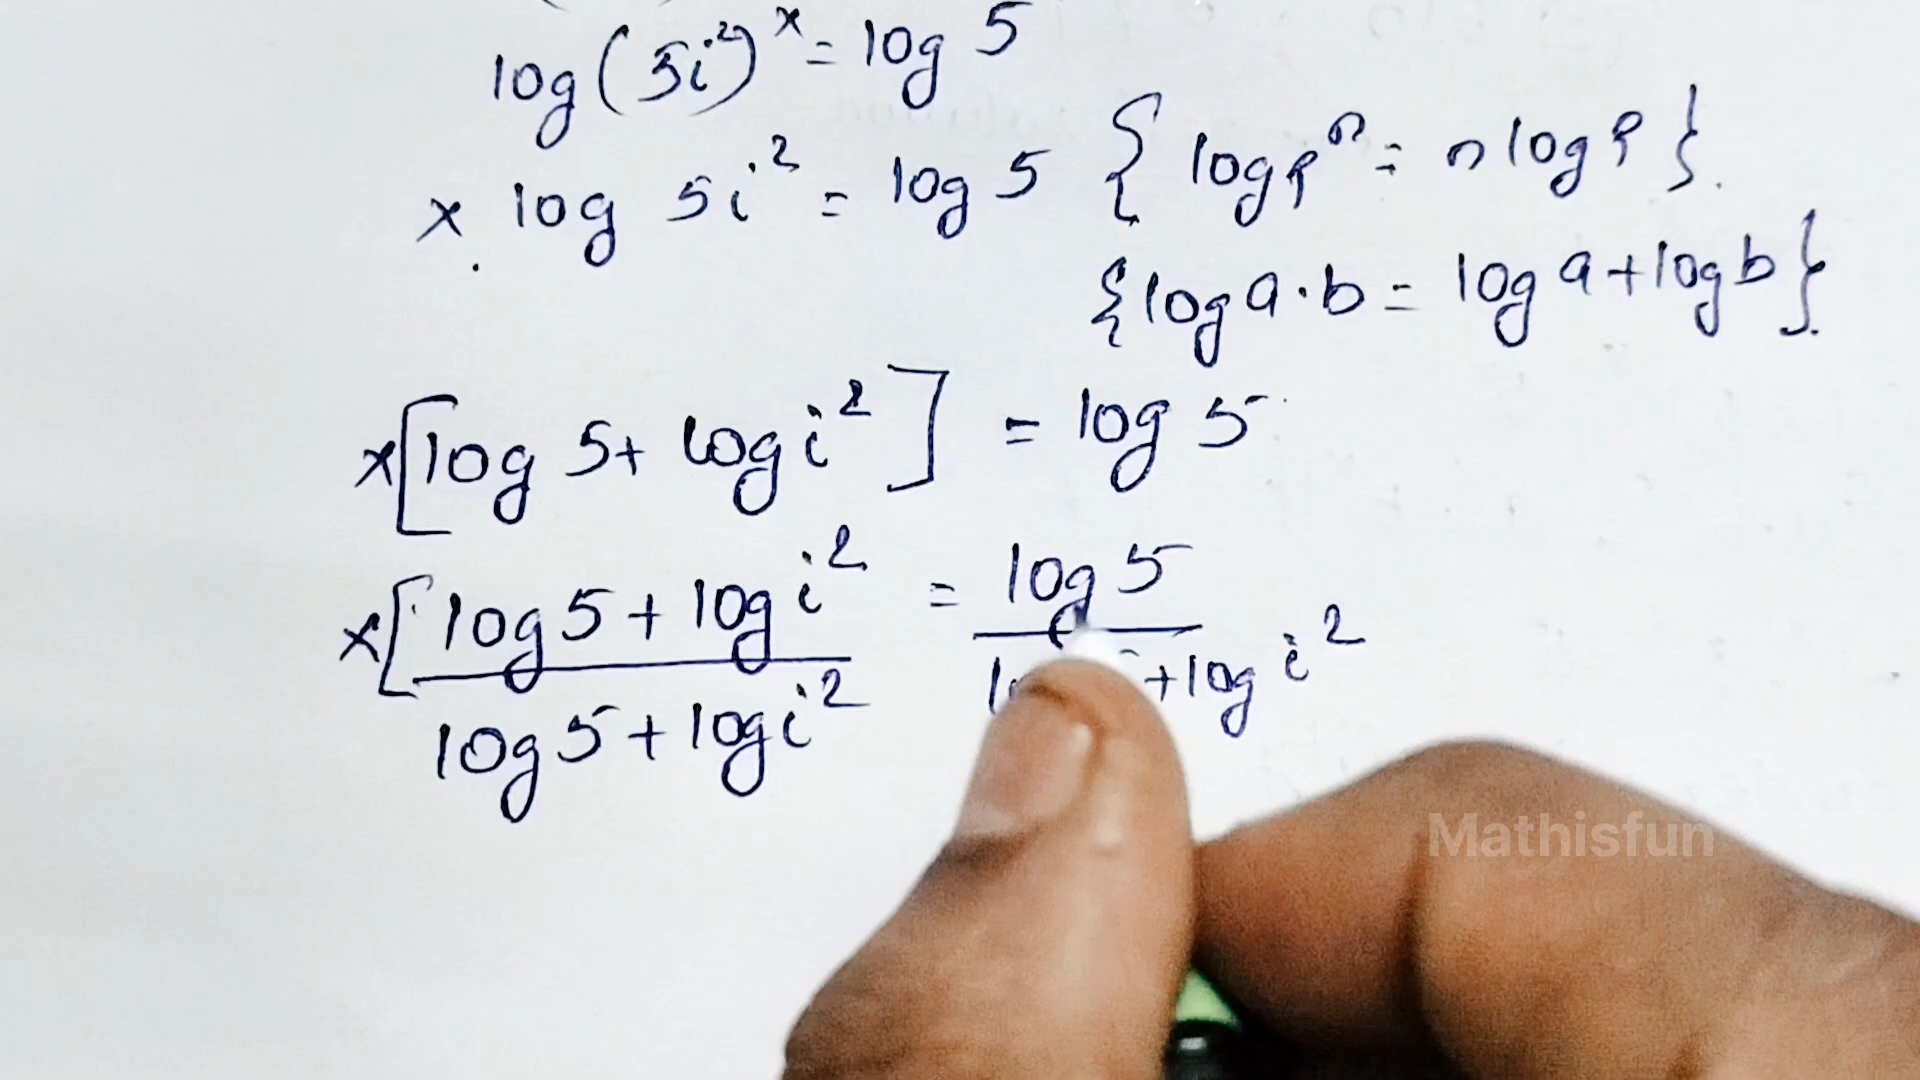 log(5i²)ˣ = log 5
x log 5i² = log 5 {log pⁿ = n log p}.
{log a·b = log a + log b}.
x[log 5 + log i²] = log 5
x[log 5 + log i² = log 5
log 5 + log i² + log i²
Mathisfun